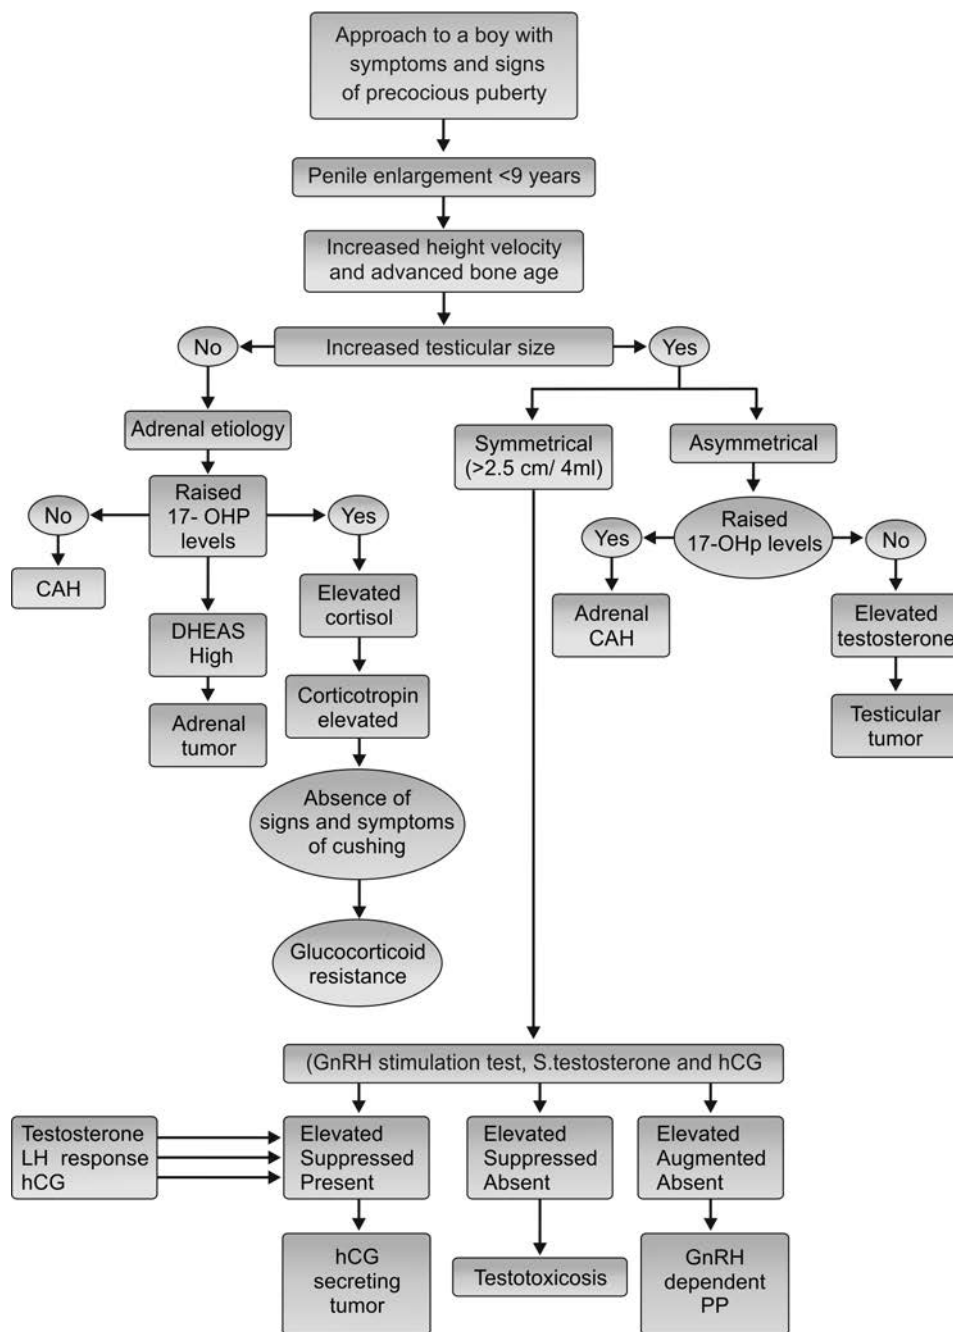 Approach to a boy with
symptoms and signs
of precocious puberty
Penile enlargement <9 years
Increased height velocity
and advanced bone age
No
Increased testicular size
Yes
Adrenal etiology
Symmetrical
(>2.5 cm/ 4ml)
Asymmetrical
No
Raised
17- OHP
levels
Yes
Yes
Raised
17-OHp levels
No
CAH
DHEAS
High
Adrenal
tumor
Elevated
cortisol
Corticotropin
elevated
Absence of
signs and symptoms
of cushing
Glucocorticoid
resistance
Adrenal
CAH
Elevated
testosterone
Testicular
tumor
(GnRH stimulation test, S.testosterone and hCG
Testosterone
LH response
hCG
Elevated
Suppressed
Present
Elevated
Suppressed
Absent
Elevated
Augmented
Absent
hCG
secreting
tumor
Testotoxicosis
GnRH
dependent
PP